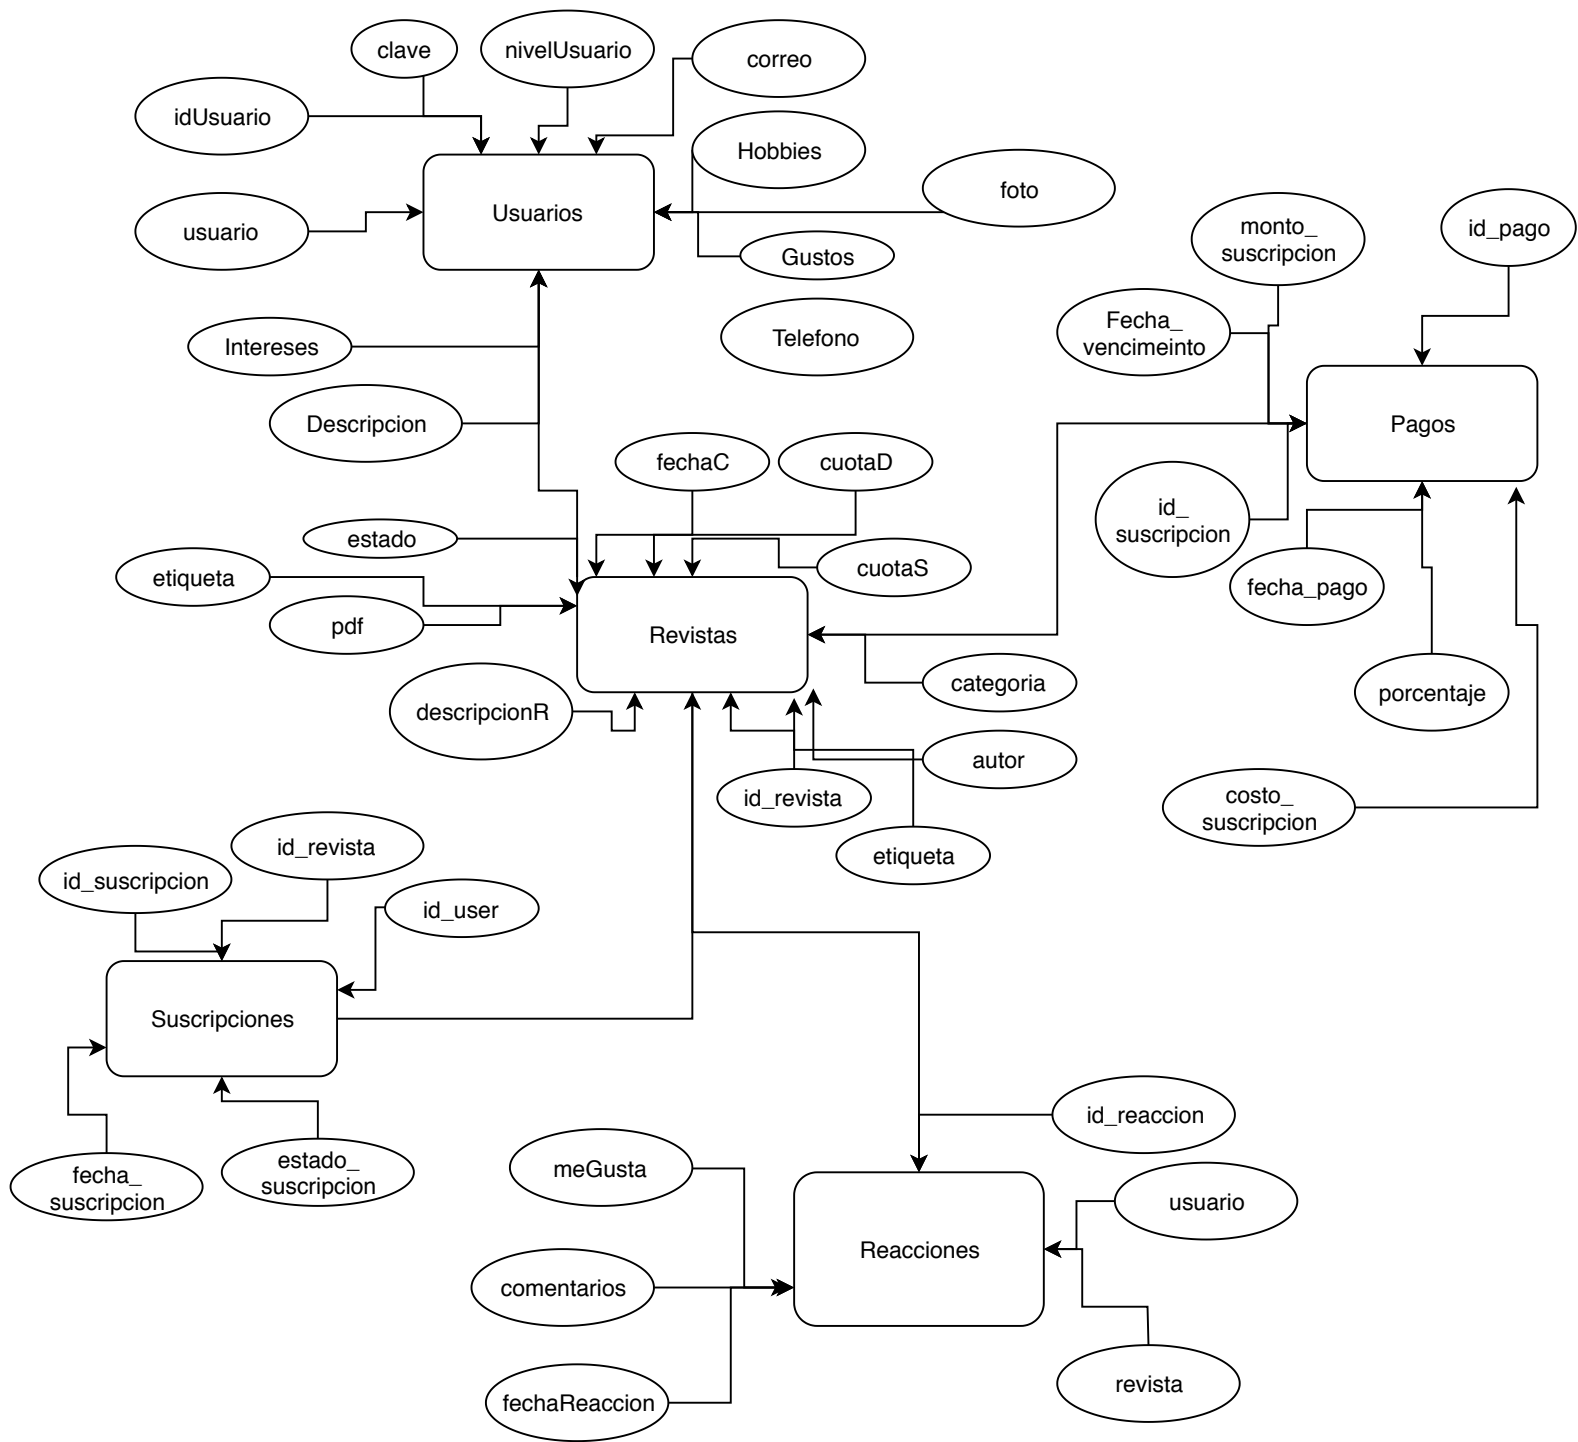 clave
nivelUsuario
correo
idUsuario
Hobbies
foto
Usuarios
usuario
Gustos
monto_
suscripcion
id_pago
Intereses
Telefono
Fecha_
vencimeinto
Descripcion
Pagos
fechaC
cuotaD
id_
suscripcion
estado
etiqueta
cuotaS
fecha_pago
pdf
Revistas
categoria
porcentaje
descripcionR
autor
id_revista
costo_
suscripcion
etiqueta
id_revista
id_suscripcion
id_user
Suscripciones
id_reaccion
fecha_
suscripcion
estado_
suscripcion
meGusta
usuario
Reacciones
comentarios
revista
fechaReaccion